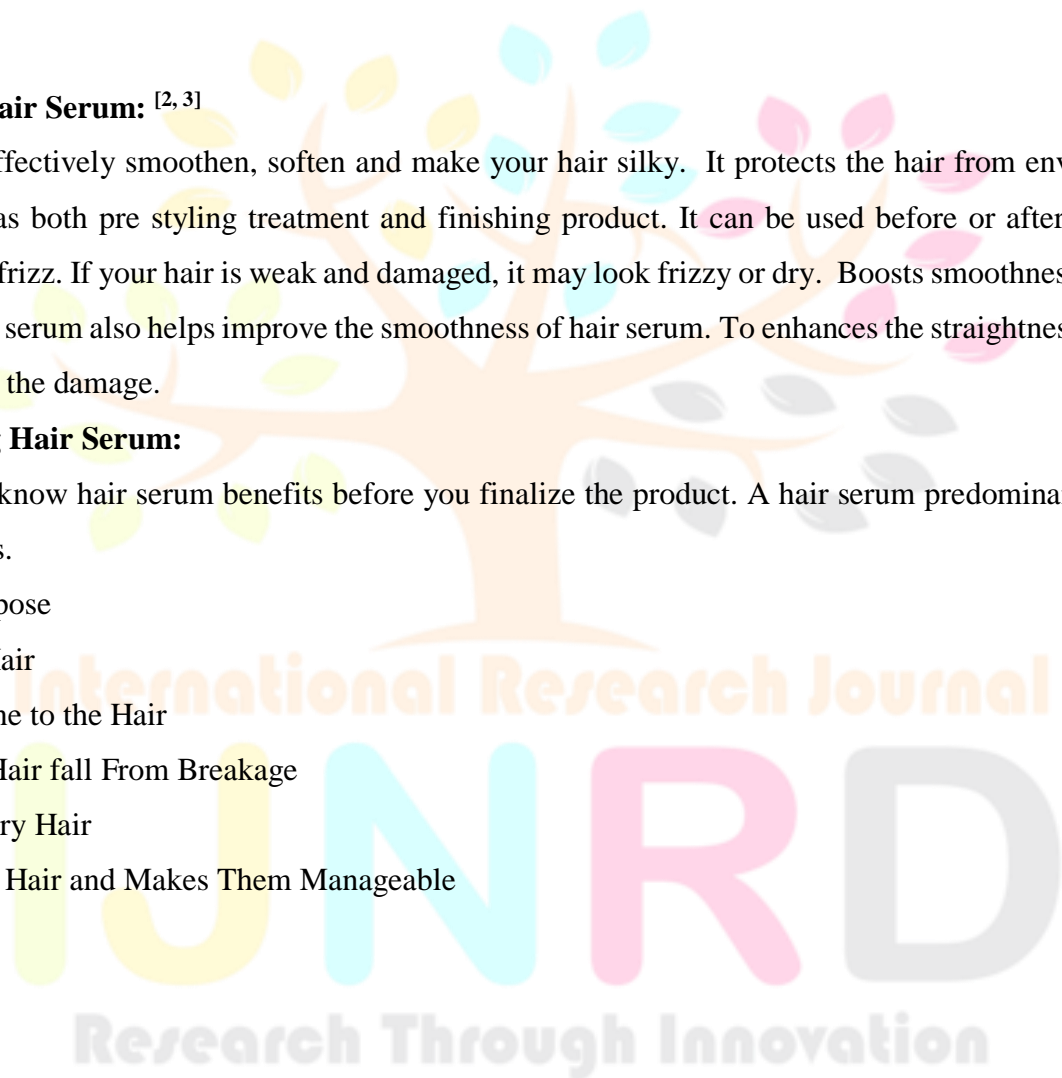 air Serum: [2, 3]
ffectively smoothen, soften and make your hair silky. It protects the hair from env
as both pre styling treatment and finishing product. It can be used before or after
frizz. If your hair is weak and damaged, it may look frizzy or dry. Boosts smoothnes
serum also helps improve the smoothness of hair serum. To enhances the straightnes
the damage.
Hair Serum:
know hair serum benefits before you finalize the product. A hair serum predomina
s.
pose
air
ne to the Hair
Hair fall From Breakage
ry Hair
Hair and Makes Them Manageable
International Research Journal
IJNRD
Research Through Innovation